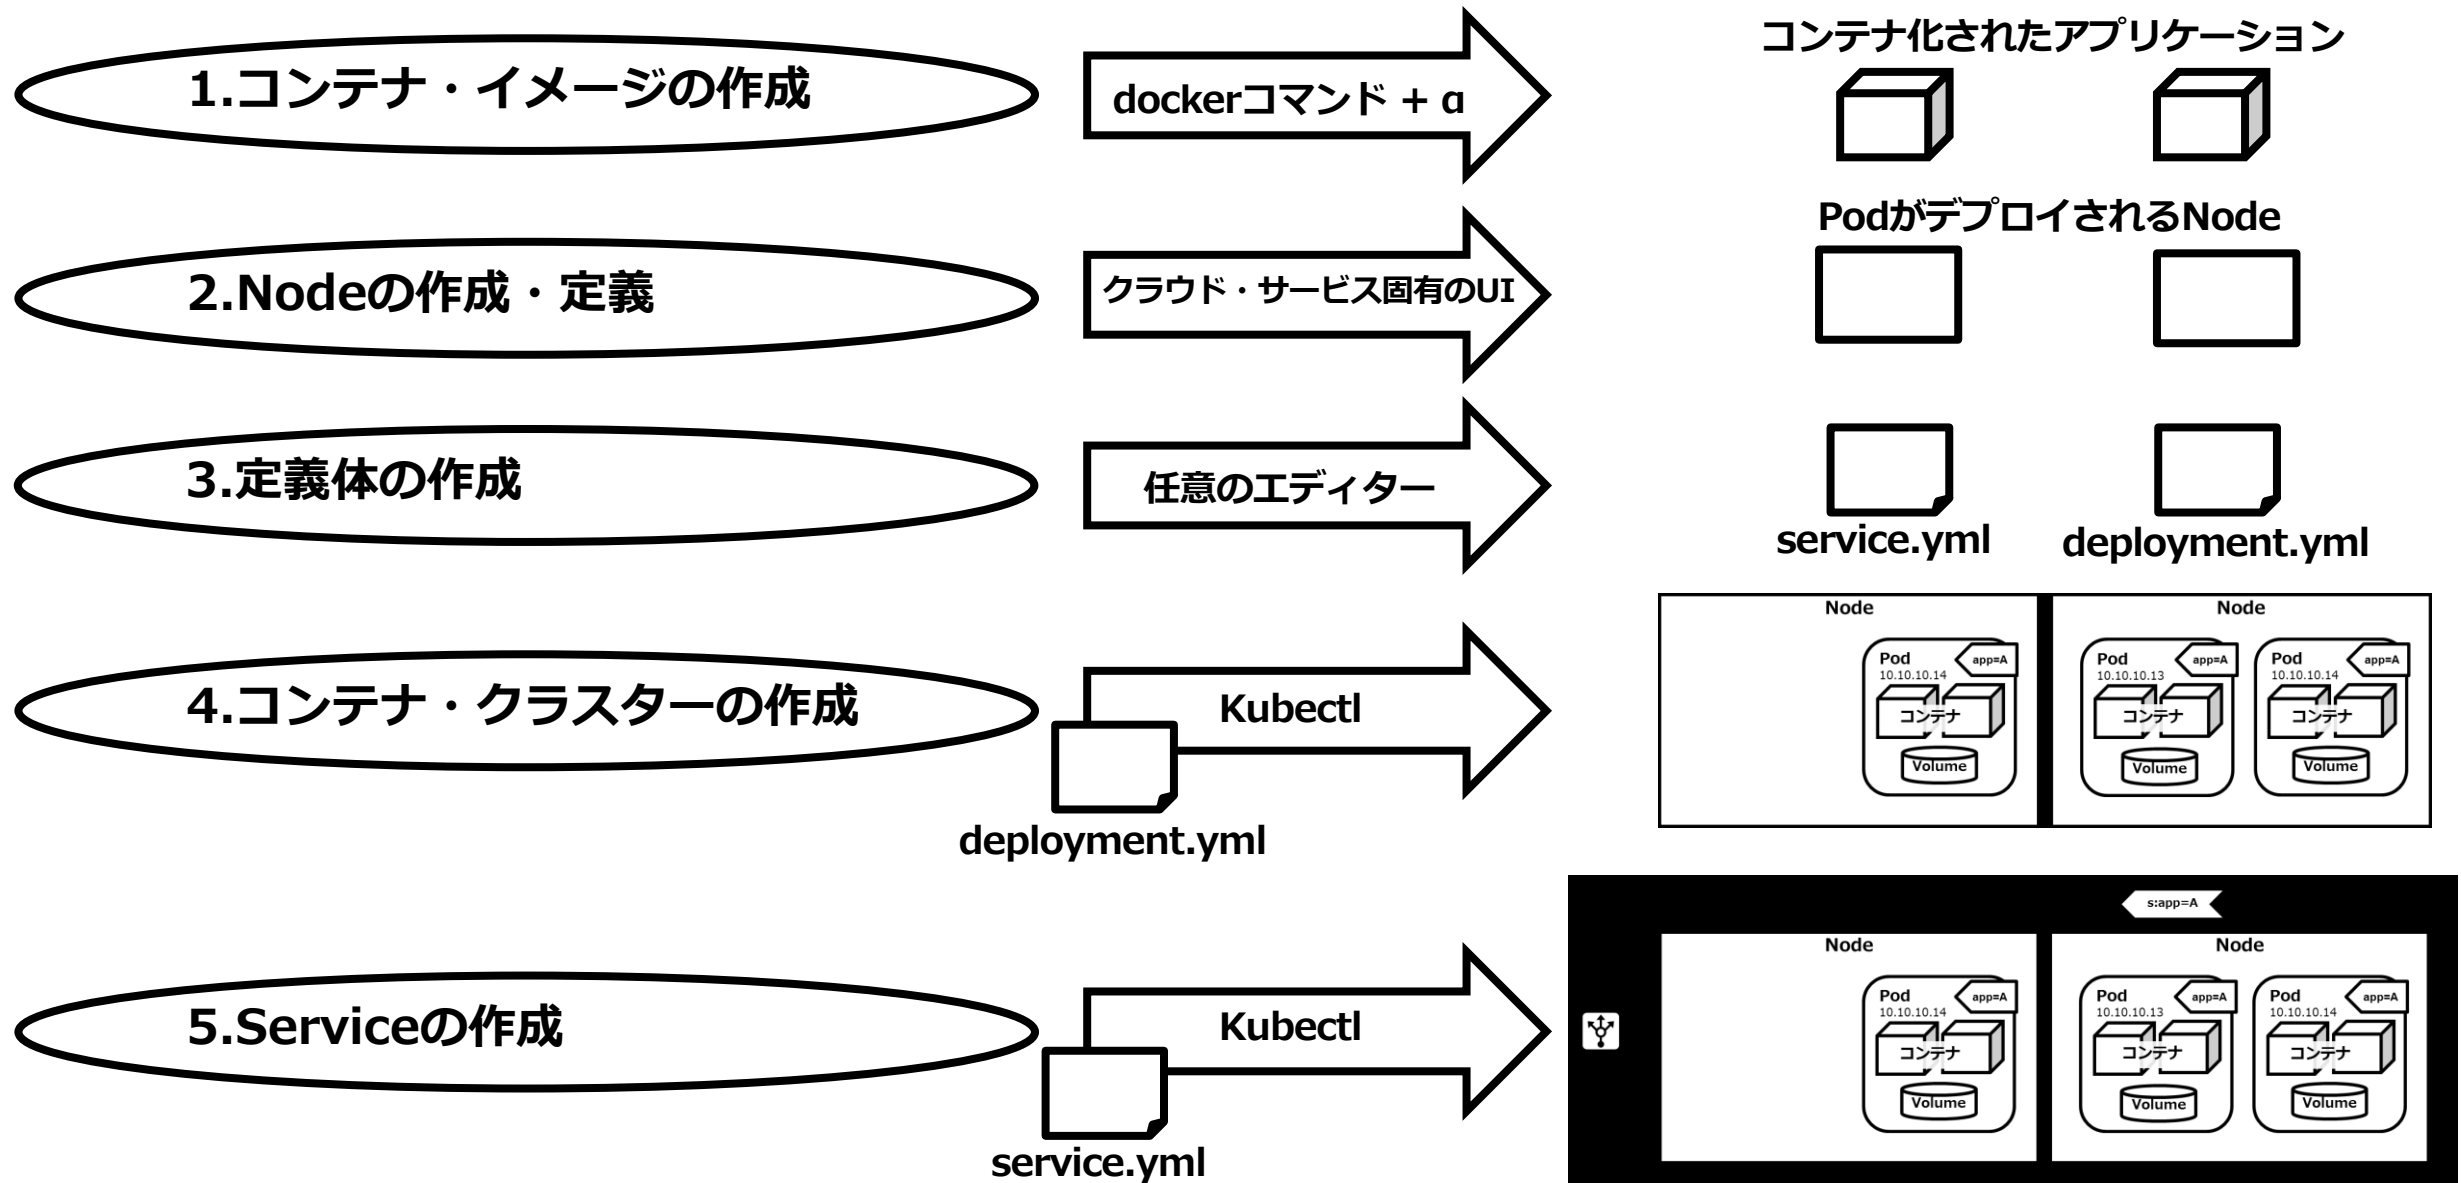 コンテナ化されたアプリケーション
1.コンテナ・イメージの作成
dockerコマンド + α
PodがデプロイされるNode
2.Nodeの作成・定義
クラウド・サービス固有のUI
3.定義体の作成
任意のエディター
service.yml
deployment.yml
Node
Node
Pod
app=A
10.10.10.14
コンテナ
Volume
Pod
app=A
10.10.10.13
コンテナ
Volume
Pod
app=A
10.10.10.14
コンテナ
Volume
4.コンテナ・クラスターの作成
Kubectl
deployment.yml
s:app=A
Node
Node
Pod
app=A
10.10.10.14
コンテナ
Volume
Pod
app=A
10.10.10.13
コンテナ
Volume
Pod
app=A
10.10.10.14
コンテナ
Volume
5.Serviceの作成
Kubectl
service.yml